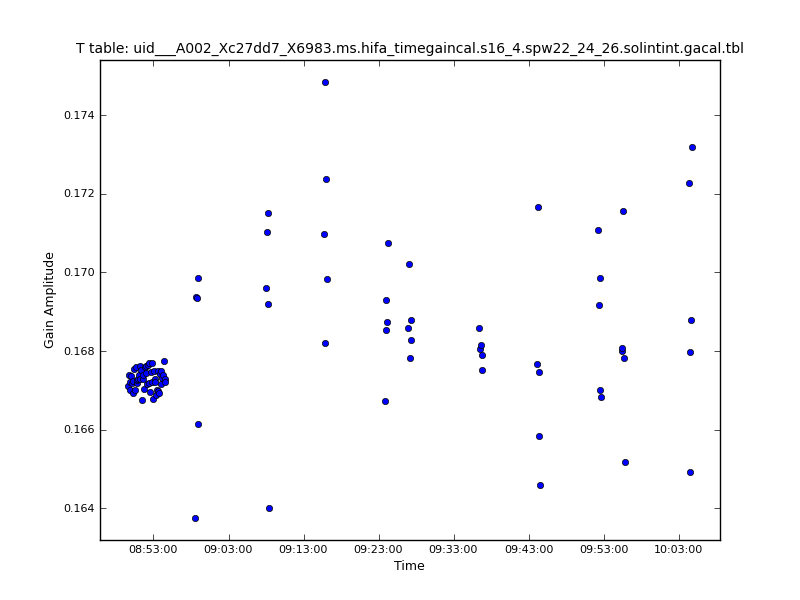 T table: uid___A002_Xc27dd7_X6983.ms.hifa_timegaincal.s16_4.spw22_24_26.solintint.gacal.tbl
0.174
0.172
0.170
0.168
0.166
0.164
Gain Amplitude
08:53:00 09:03:00 09:13:00 09:23:00 09:33:00 09:43:00 09:53:00 10:03:00
Time